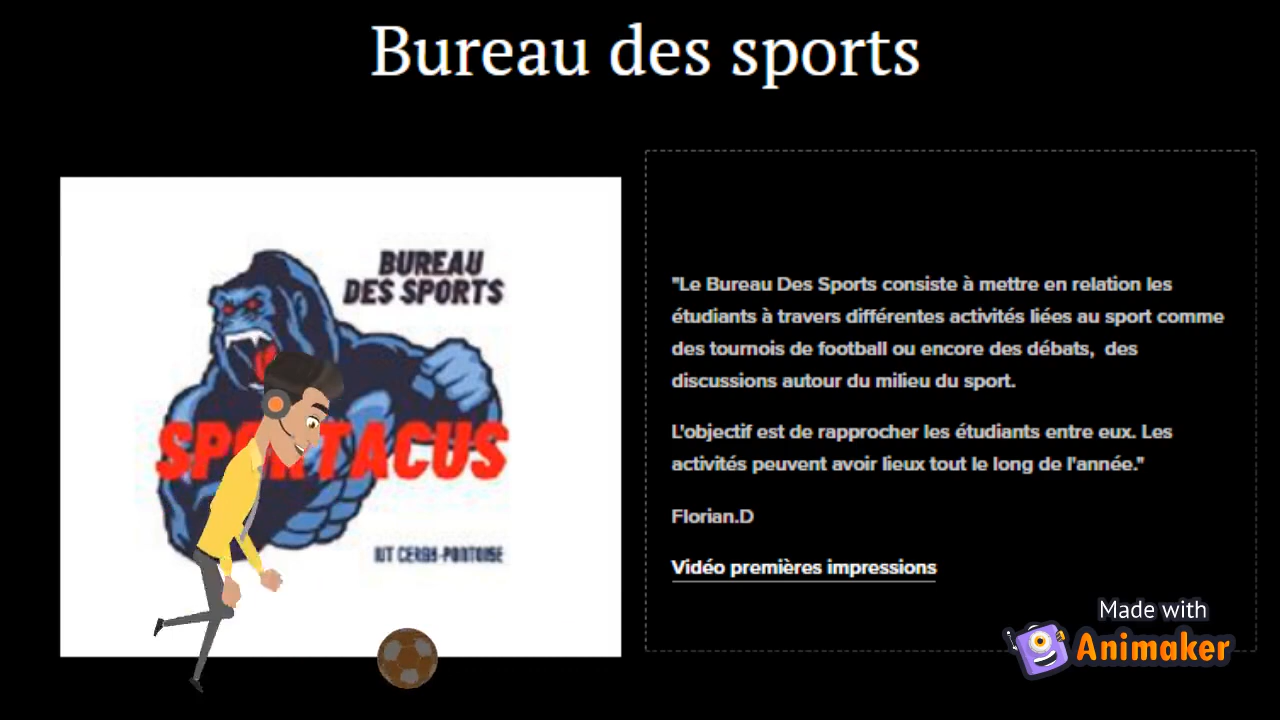 Bureau des sports
BUREAU
DES SPORTS
SPARTACUS
IUT CERGY-PONTOISE
"Le Bureau Des Sports consiste à mettre en relation les
étudiants à travers différentes activités liées au sport comme
des tournois de football ou encore des débats,  des
discussions autour du milieu du sport.
L'objectif est de rapprocher les étudiants entre eux. Les
activités peuvent avoir lieux tout le long de l'année."
Florian.D
Vidéo premières impressions
Made with
Animaker